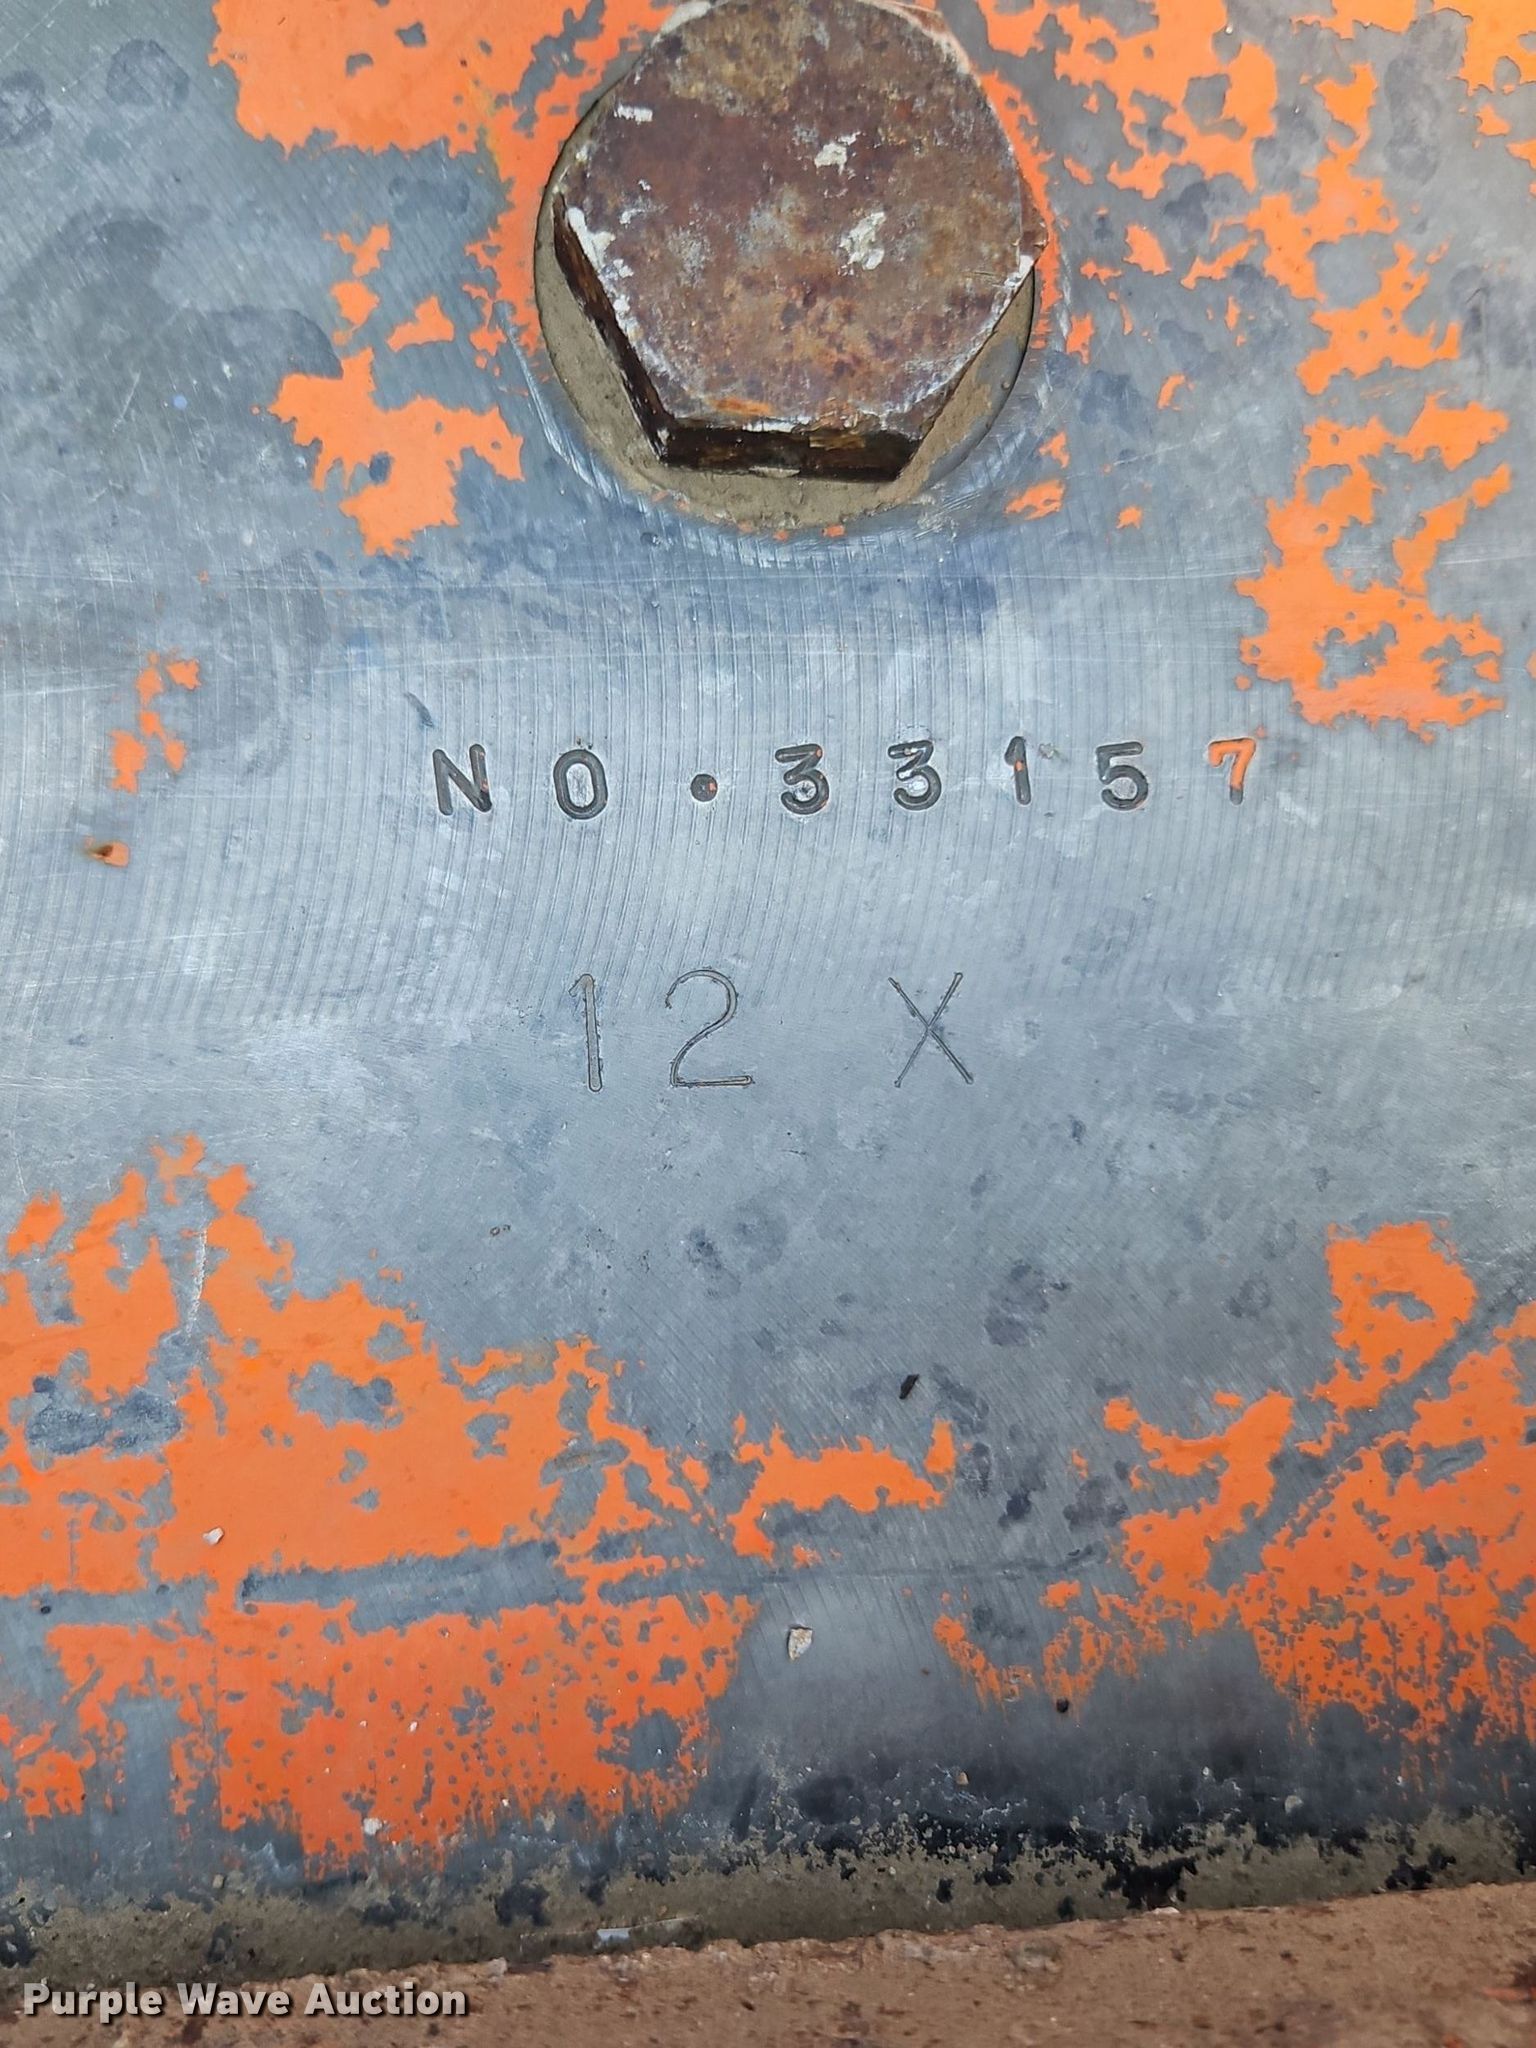 NO.33157
12 X
Purple Wave Auction